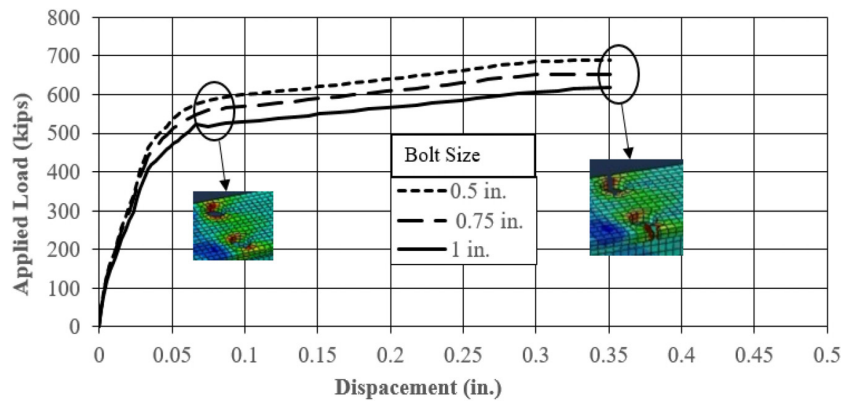 800
700
600
500
400
300
200
100
0
Applied Load (kips)
0 0.05 0.1 0.15 0.2 0.25 0.3 0.35 0.4 0.45 0.5
Dispacement (in.)
Bolt Size
0.5 in.
0.75 in.
1 in.